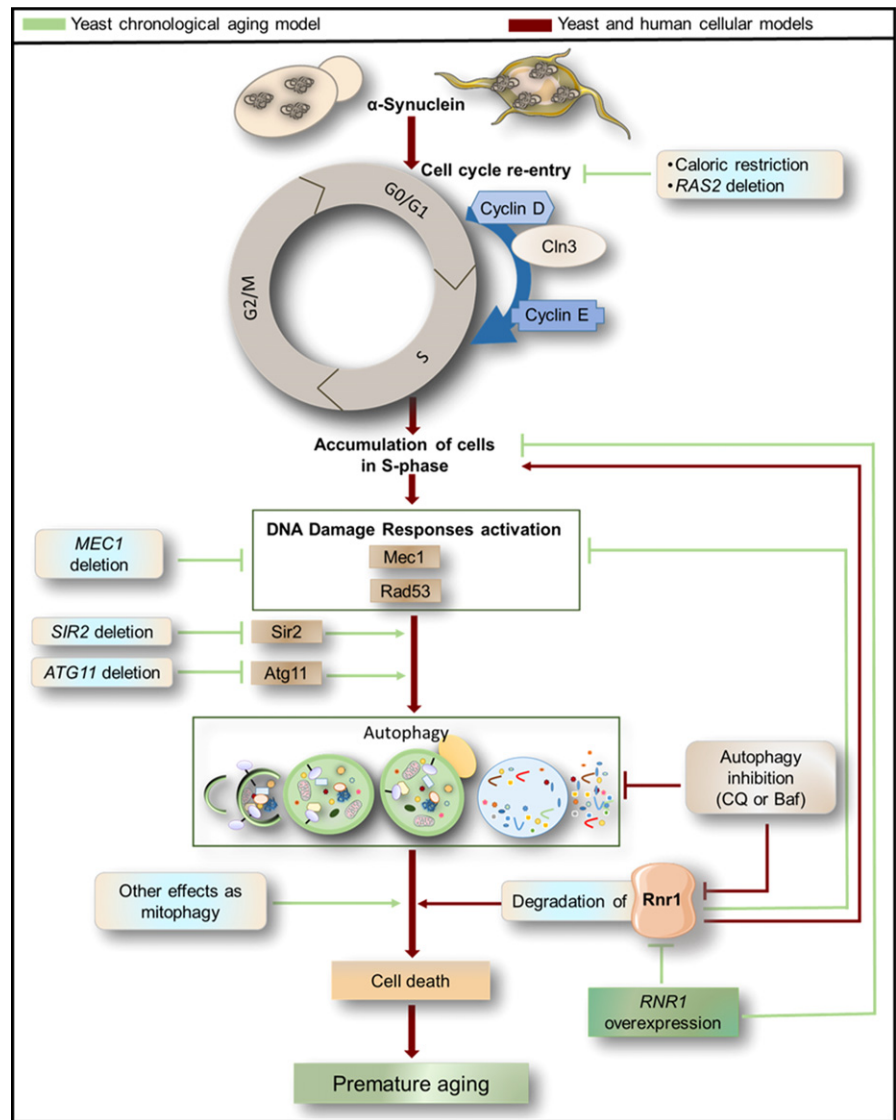 Yeast chronological aging model
Yeast and human cellular models
α-Synuclein
Cell cycle re-entry
•Caloric restriction
•RAS2 deletion
G0/G1
Cyclin D
Cln3
G2/M
Cyclin E
S
Accumulation of cells
in S-phase
DNA Damage Responses activation
MEC1
deletion
Mec1
Rad53
SIR2 deletion
Sir2
ATG11 deletion
Atg11
Autophagy
Autophagy
inhibition
(CQ or Baf)
Other effects as
mitophagy
Degradation of
Rnr1
Cell death
RNR1
overexpression
Premature aging